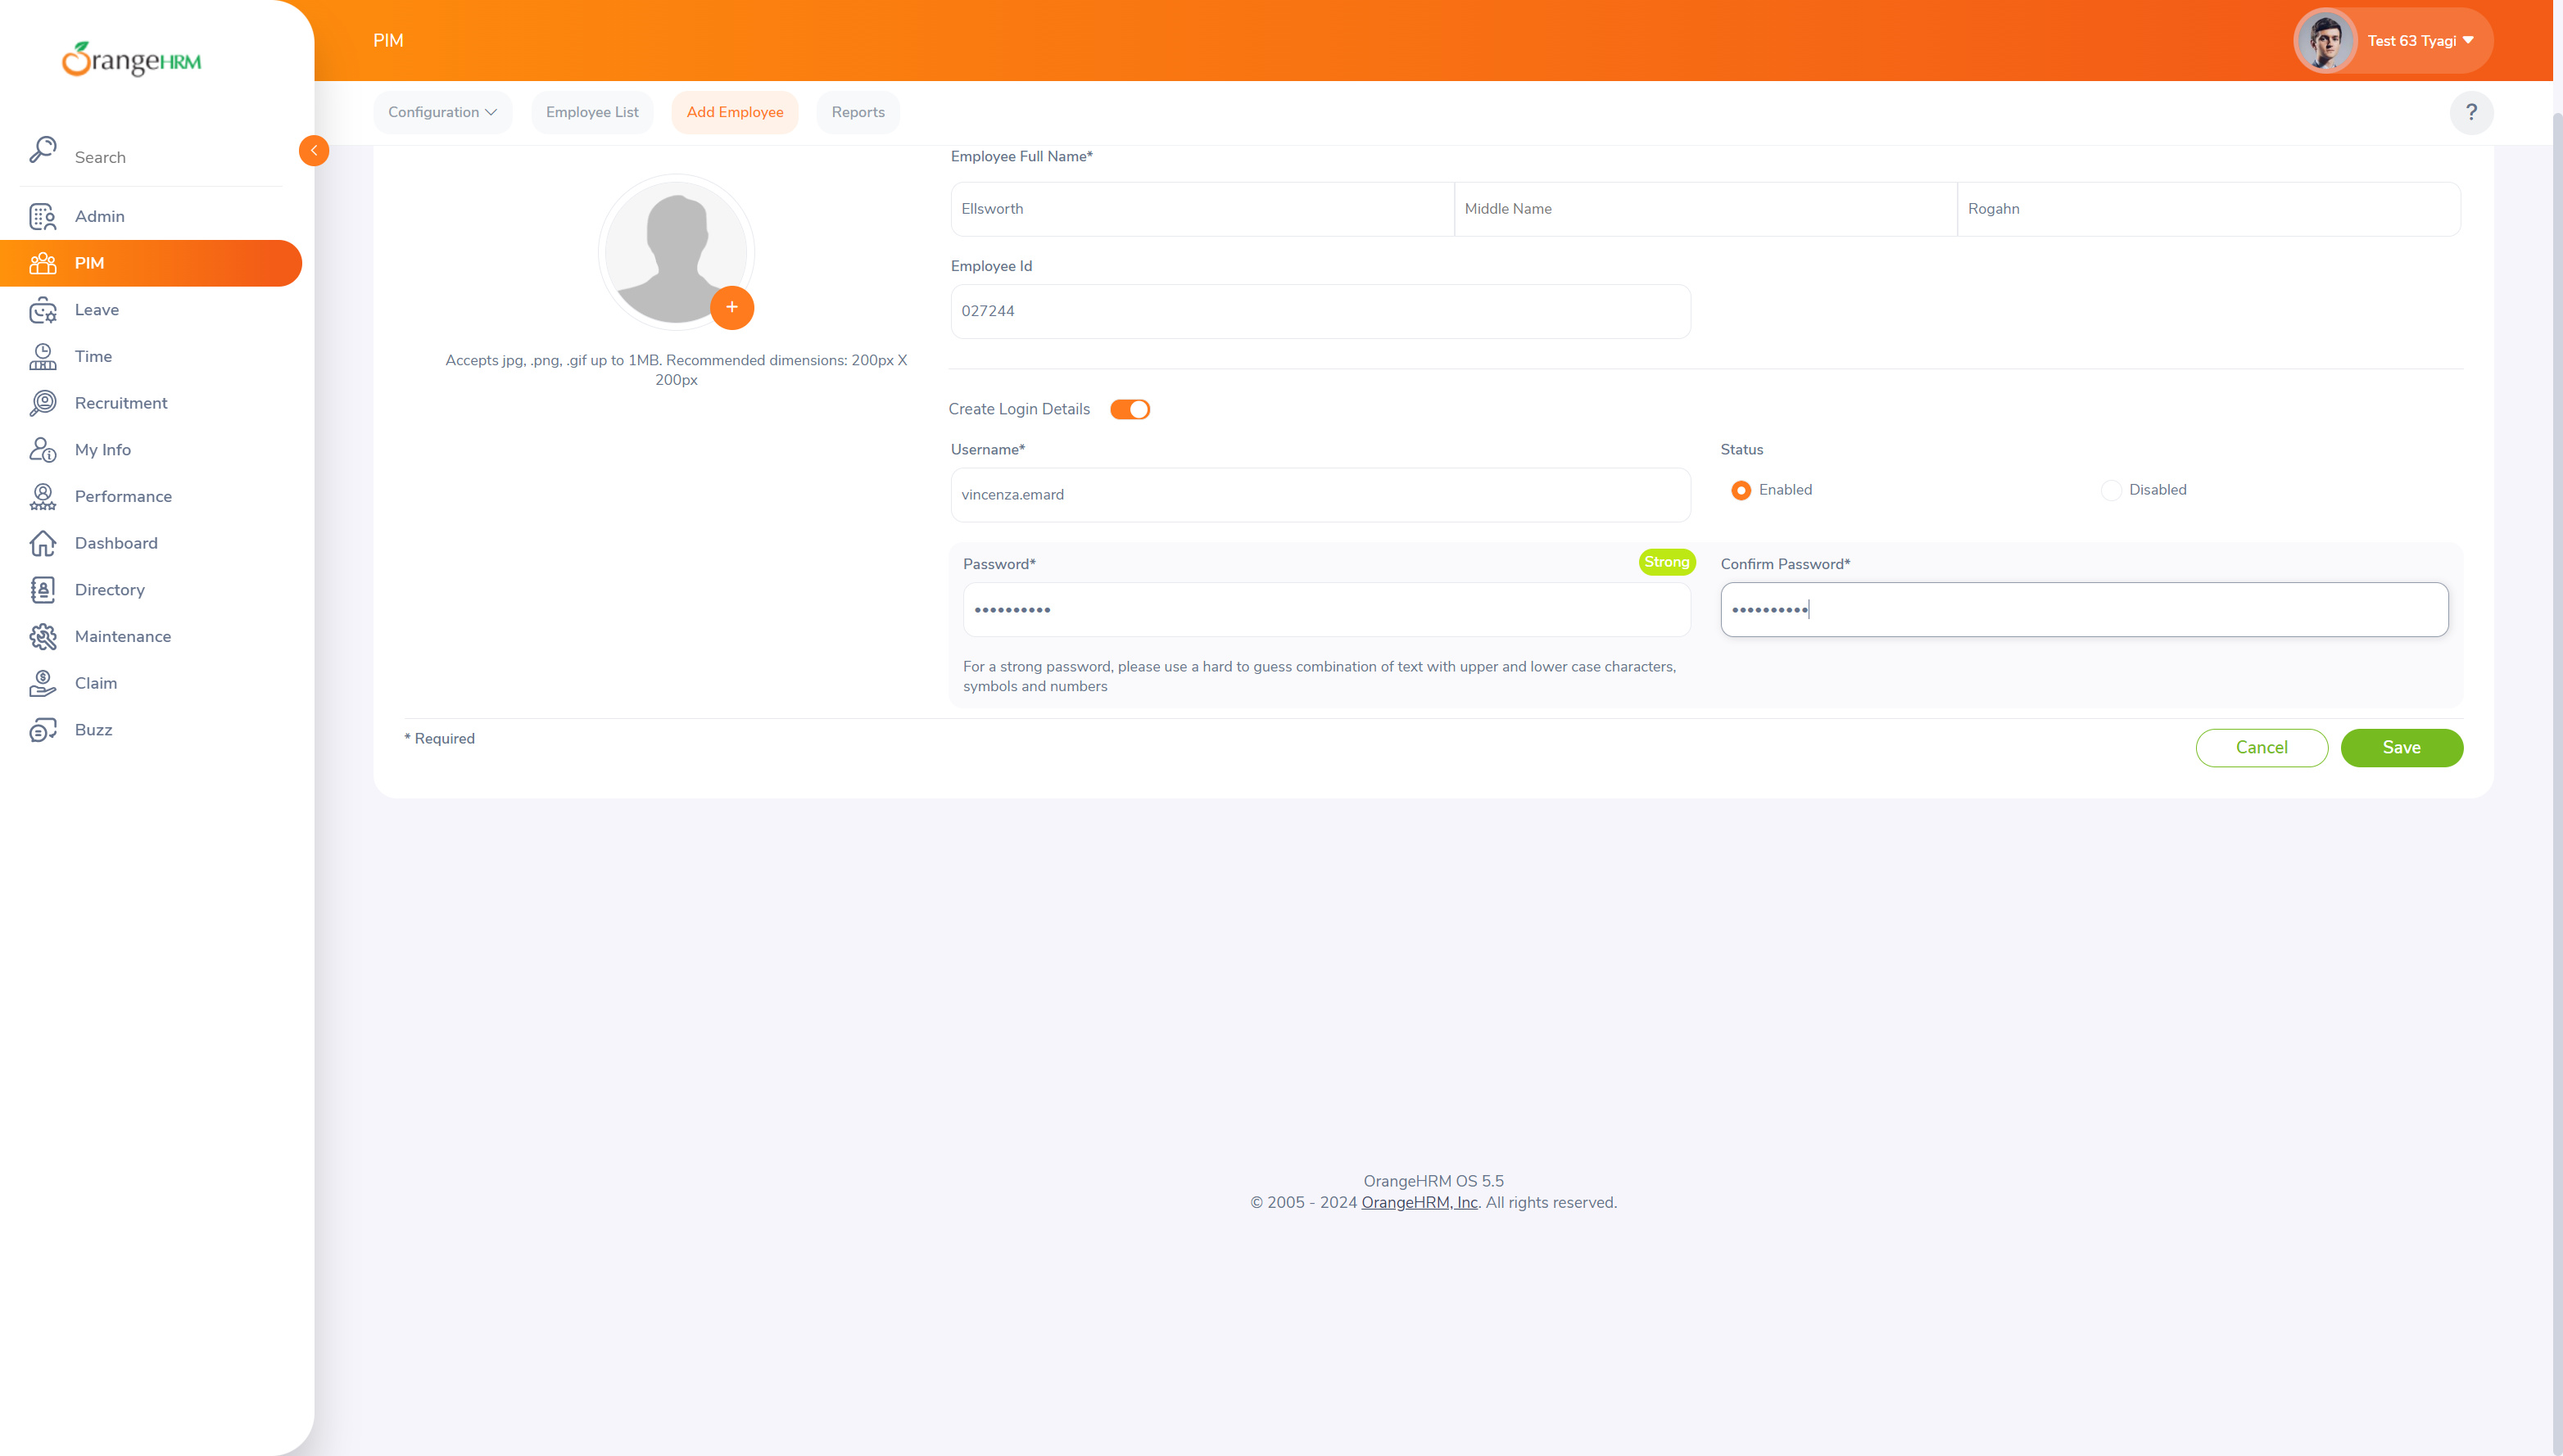 OrangeHRM
Search
Admin
PIM
Leave
Time
Recruitment
My Info
Performance
Dashboard
Directory
Maintenance
Claim
Buzz
PIM
Test 63 Tyagi
Configuration
Employee List
Add Employee
Reports
?
Accepts jpg, .png, .gif up to 1MB. Recommended dimensions: 200px X
200px
Employee Full Name*
Ellsworth
Middle Name
Rogahn
Employee Id
027244
Create Login Details
Username*
vincenza.emard
Status
Enabled
Disabled
Password*
Strong
••••••••••
Confirm Password*
••••••••••
For a strong password, please use a hard to guess combination of text with upper and lower case characters,
symbols and numbers
* Required
Cancel
Save
OrangeHRM OS 5.5
© 2005 - 2024 OrangeHRM, Inc. All rights reserved.